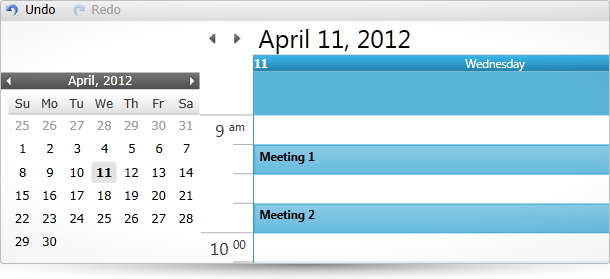 Undo Redo
April 11, 2012
April, 2012
Su Mo Tu We Th Fr Sa
25 26 27 28 29 30 31
1 2 3 4 5 6 7
8 9 10 11 12 13 14
15 16 17 18 19 20 21
22 23 24 25 26 27 28
29 30
11 Wednesday
9 am
Meeting 1
Meeting 2
10 00